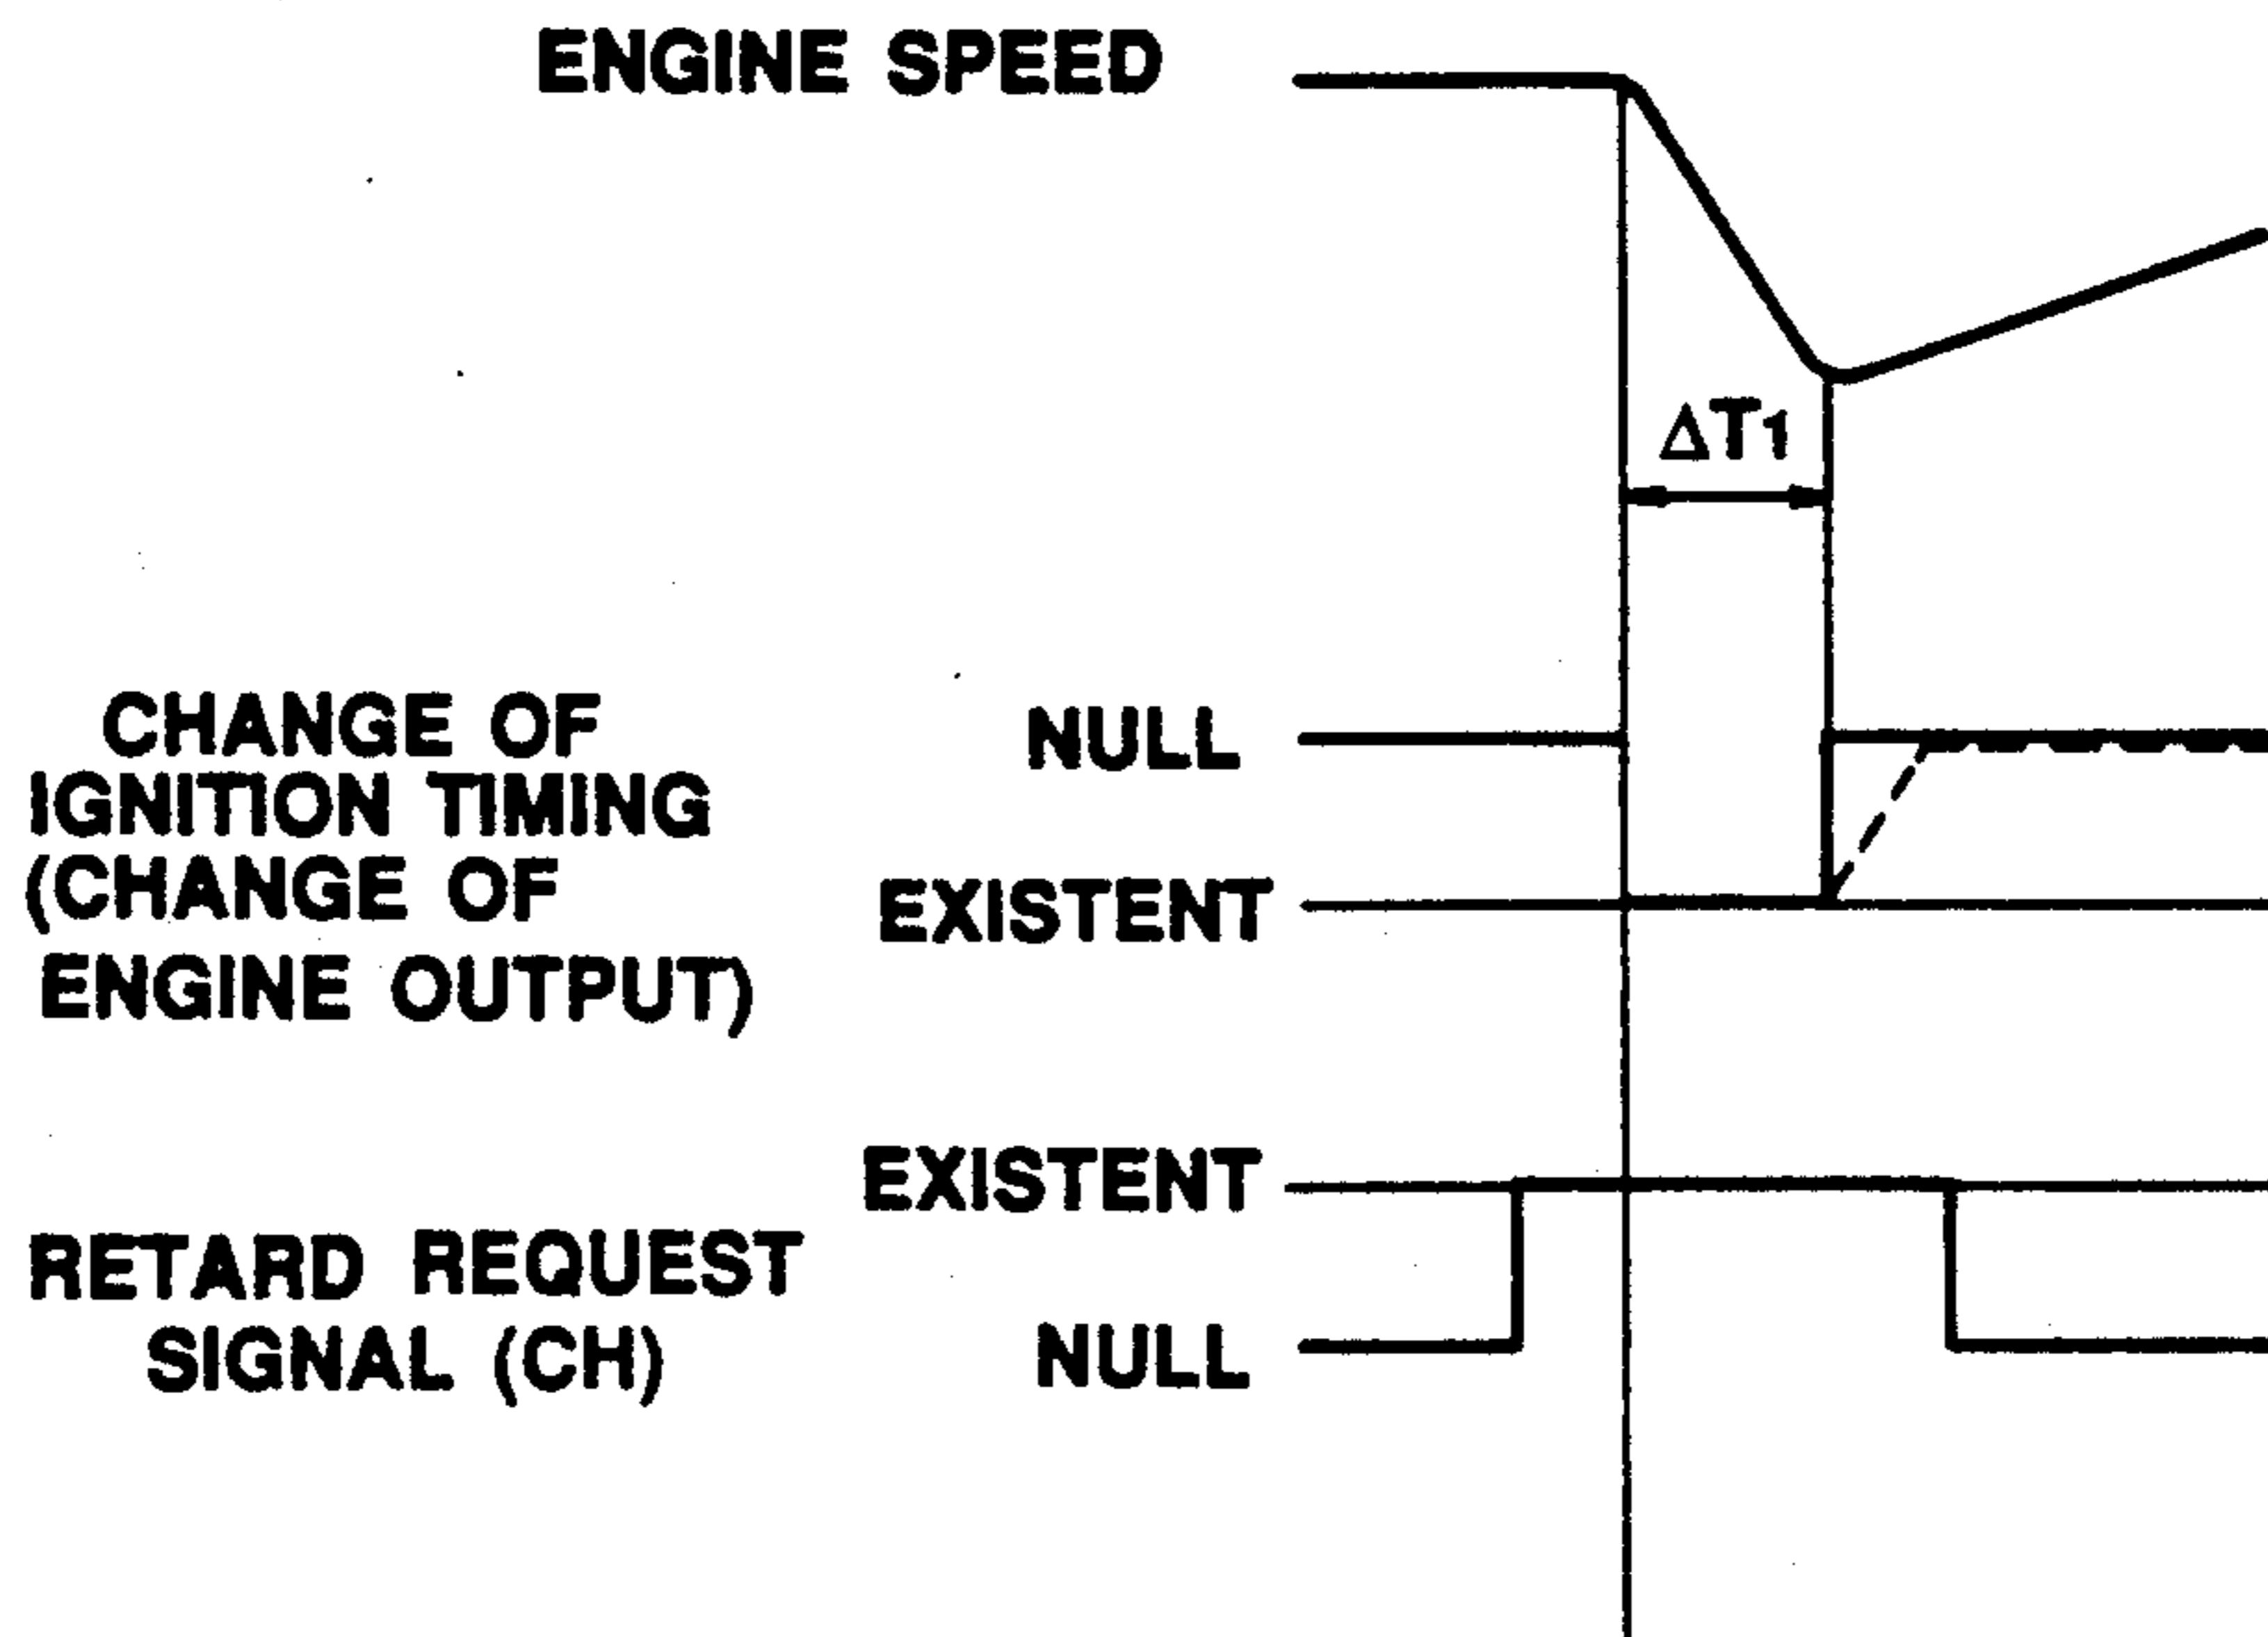 ENGINE SPEED
ΔT1
CHANGE OF
IGNITION TIMING
(CHANGE OF
ENGINE OUTPUT)
NULL
EXISTENT
RETARD REQUEST
SIGNAL (CH)
EXISTENT
NULL